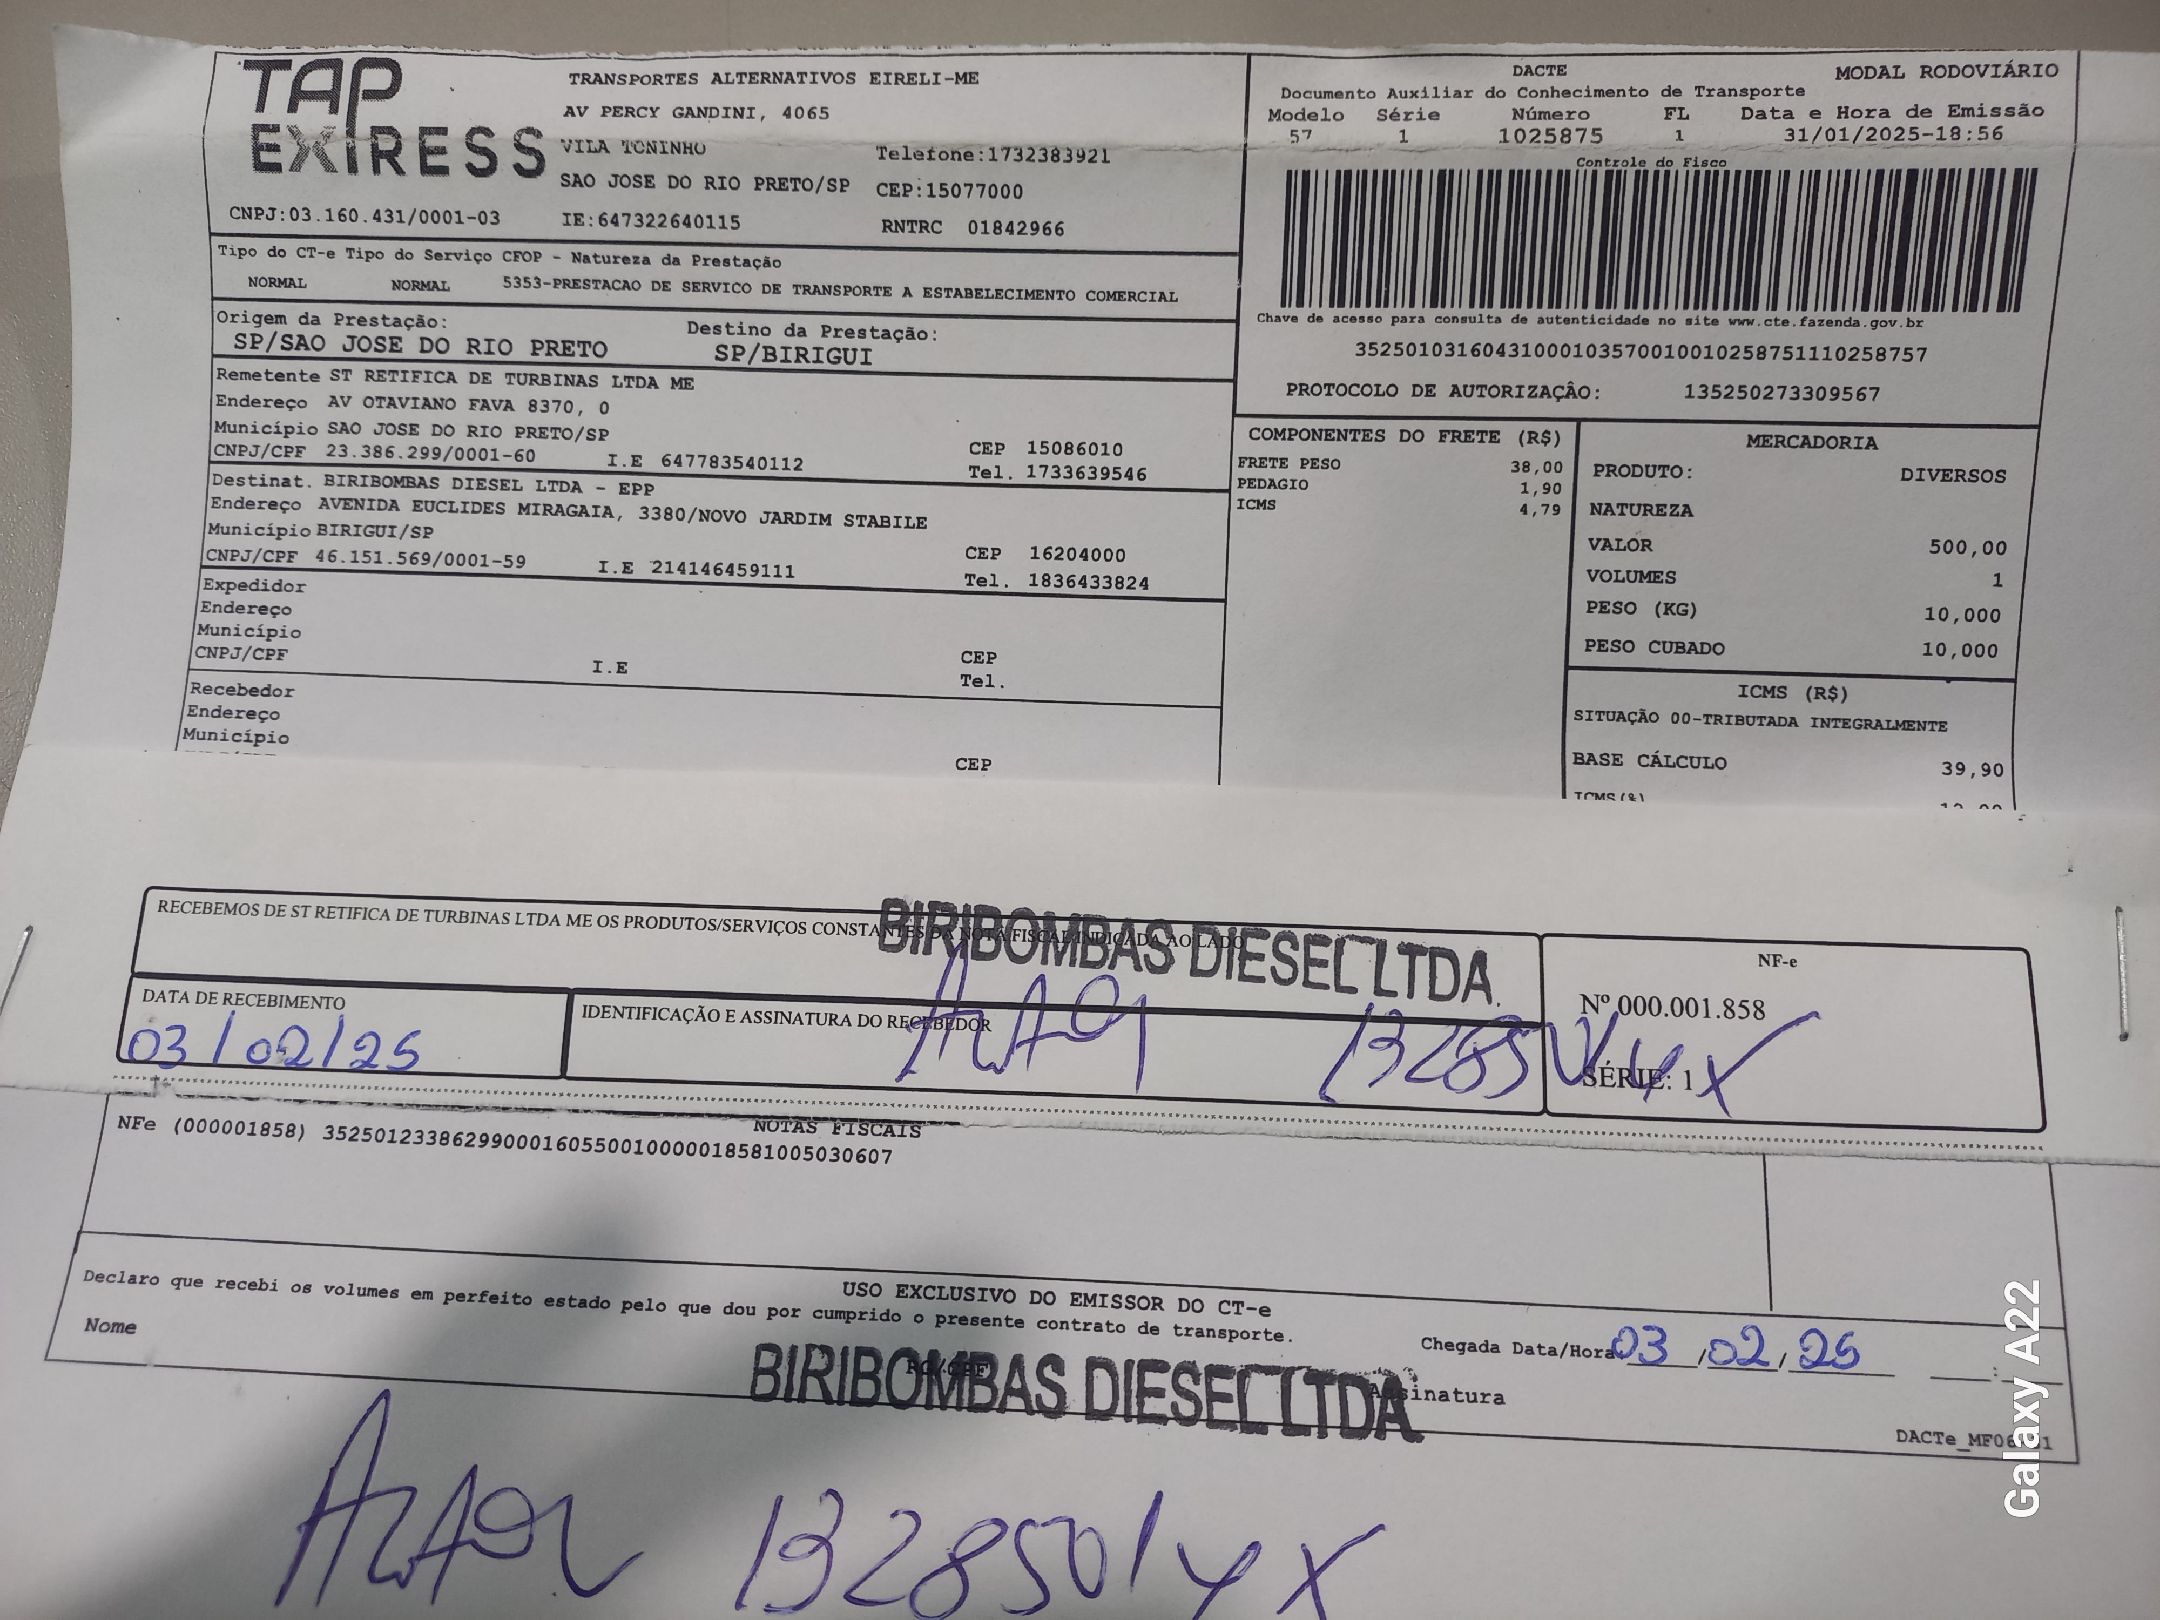 TAP
EXPRESS
TRANSPORTES ALTERNATIVOS EIRELI-ME
AV PERCY GANDINI, 4065
VILA TONINHO
Telefone:1732383921
SAO JOSE DO RIO PRETO/SP CEP:15077000
CNPJ:03.160.431/0001-03 IE:647322640115 RNTRC 01842966
DACTE MODAL RODOVIÁRIO
Documento Auxiliar do Conhecimento de Transporte
Modelo Série Número FL Data e Hora de Emissão
57 1 1025875 1 31/01/2025-18:56
Controle do Fisco
Chave de acesso para consulta de autenticidade no site www.cte.fazenda.gov.br
35250103160431000103570010010258751110258757
PROTOCOLO DE AUTORIZAÇÂO: 135250273309567
Tipo do CT-e Tipo do Serviço CFOP - Natureza da Prestação
NORMAL NORMAL 5353-PRESTACAO DE SERVICO DE TRANSPORTE A ESTABELECIMENTO COMERCIAL
Origem da Prestação: Destino da Prestação:
SP/SAO JOSE DO RIO PRETO SP/BIRIGUI
Remetente ST RETIFICA DE TURBINAS LTDA ME
Endereço AV OTAVIANO FAVA 8370, 0
Município SAO JOSE DO RIO PRETO/SP CEP 15086010
CNPJ/CPF 23.386.299/0001-60 I.E 647783540112 Tel. 1733639546
Destinat. BIRIBOMBAS DIESEL LTDA - EPP
Endereço AVENIDA EUCLIDES MIRAGAIA, 3380/NOVO JARDIM STABILE
Município BIRIGUI/SP CEP 16204000
CNPJ/CPF 46.151.569/0001-59 I.E 214146459111 Tel. 1836433824
Expedidor
Endereço
Município CEP
CNPJ/CPF I.E Tel.
Recebedor
Endereço
Município
CEP
COMPONENTES DO FRETE (R$)
FRETE PESO 38,00
PEDAGIO 1,90
ICMS 4,79
MERCADORIA
PRODUTO: DIVERSOS
NATUREZA
VALOR 500,00
VOLUMES 1
PESO (KG) 10,000
PESO CUBADO 10,000
ICMS (R$)
SITUAÇÃO 00-TRIBUTADA INTEGRALMENTE
BASE CÁLCULO 39,90
ICMS(%)
RECEBEMOS DE ST RETIFICA DE TURBINAS LTDA ME OS PRODUTOS/SERVIÇOS CONSTANTES DA NOTA FISCAL INDICADA AO LADO
BIRIBOMBAS DIESEL LTDA.
NF-e
Nº 000.001.858
SÉRIE: 1
DATA DE RECEBIMENTO
03/02/25
IDENTIFICAÇÃO E ASSINATURA DO RECEBEDOR
NOTAS FISCAIS
NFe (000001858) 35250123386299000160550010000018581005030607
USO EXCLUSIVO DO EMISSOR DO CT-e
Declaro que recebi os volumes em perfeito estado pelo que dou por cumprido o presente contrato de transporte.
Nome
RG/CPF
Chegada Data/Hora 03/02/25
BIRIBOMBAS DIESEL LTDA
Assinatura
Galaxy A22